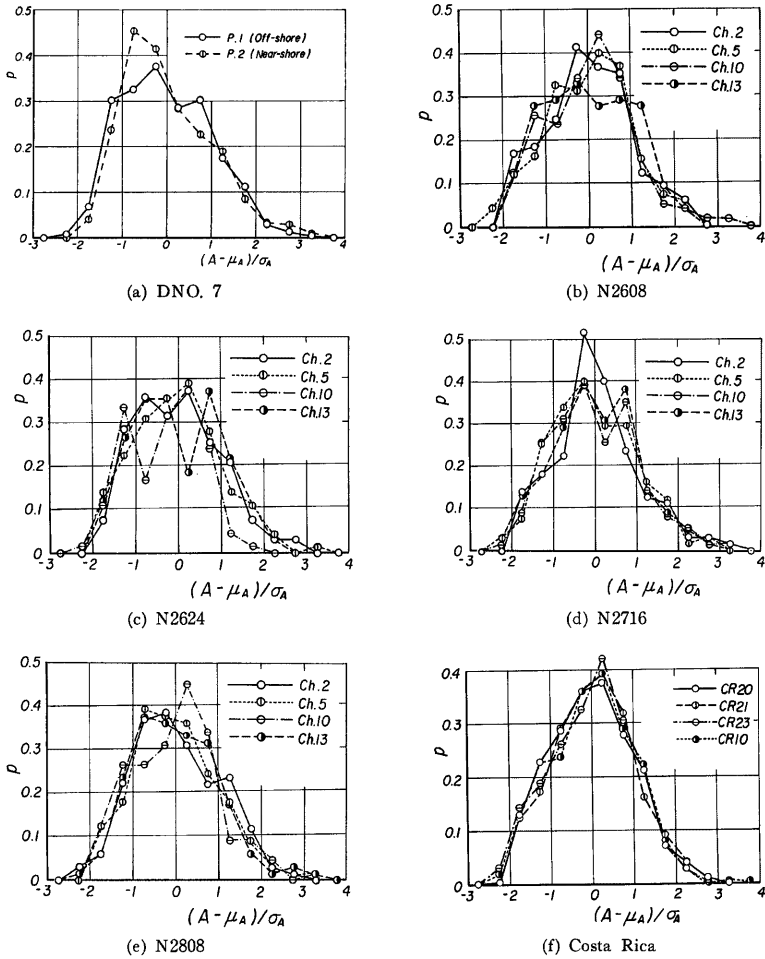 P.1 (Off-shore)
P.2 (Near-shore)
p
0.5
0.4
0.3
0.2
0.1
0
-3 -2 -1 0 1 2 3 4
(A-μA)/σA
(a) DNO. 7
Ch.2
Ch.5
Ch.10
Ch.13
p
0.5
0.4
0.3
0.2
0.1
0
-3 -2 -1 0 1 2 3 4
(A-μA)/σA
(b) N2608
Ch.2
Ch.5
Ch.10
Ch.13
p
0.5
0.4
0.3
0.2
0.1
0
-3 -2 -1 0 1 2 3 4
(A-μA)/σA
(c) N2624
Ch.2
Ch.5
Ch.10
Ch.13
p
0.5
0.4
0.3
0.2
0.1
0
-3 -2 -1 0 1 2 3 4
(A-μA)/σA
(d) N2716
Ch.2
Ch.5
Ch.10
Ch.13
p
0.5
0.4
0.3
0.2
0.1
0
-3 -2 -1 0 1 2 3 4
(A-μA)/σA
(e) N2808
CR20
CR21
CR23
CR10
p
0.4
0.3
0.2
0.1
0
-3 -2 -1 0 1 2 3 4
(A-μA)/σA
(f) Costa Rica